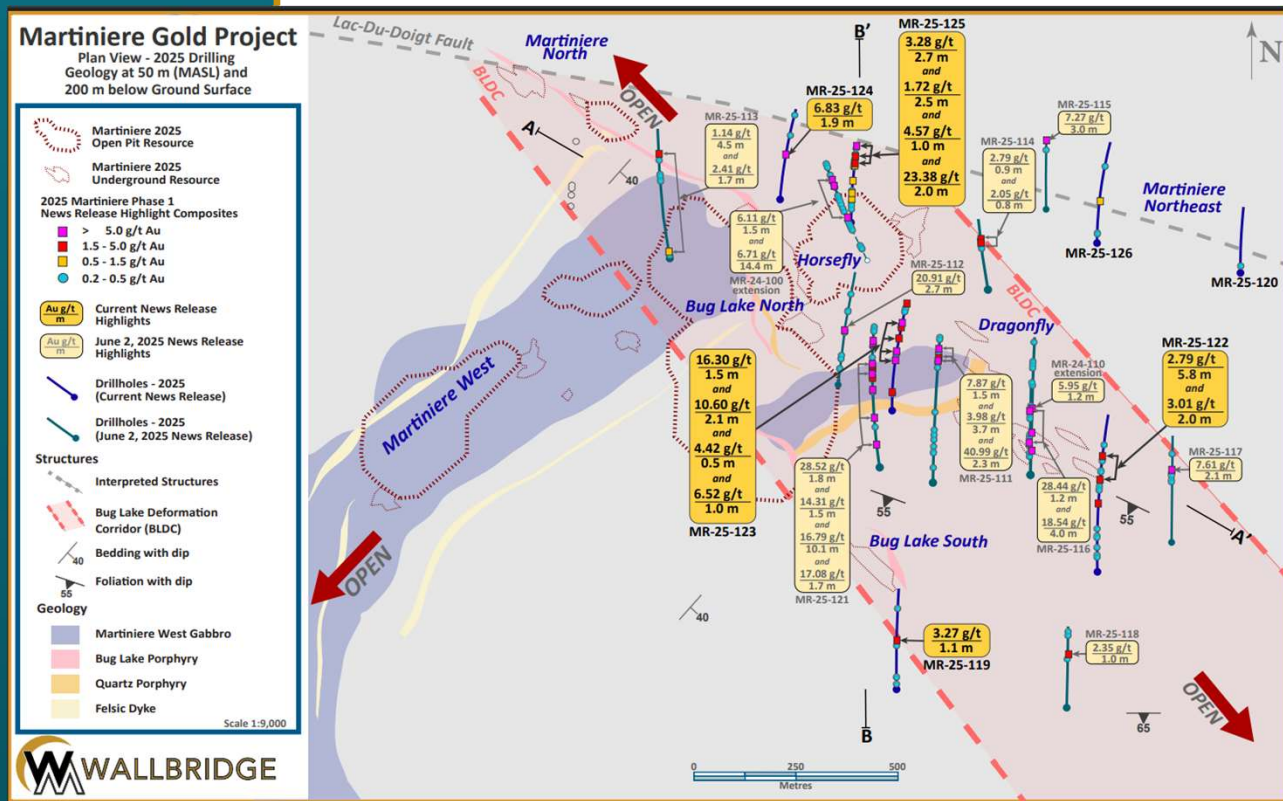 Martiniere Gold Project
Plan View - 2025 Drilling
Geology at 50 m (MASL) and
200 m below Ground Surface
Martiniere 2025
Open Pit Resource
Martiniere 2025
Underground Resource
2025 Martiniere Phase 1
News Release Highlight Composites
> 5.0 g/t Au
1.5 - 5.0 g/t Au
0.5 - 1.5 g/t Au
0.2 - 0.5 g/t Au
Au g/t
m
Current News Release
Highlights
Au g/t
m
June 2, 2025 News Release
Highlights
Drillholes - 2025
(Current News Release)
Drillholes - 2025
(June 2, 2025 News Release)
Structures
Interpreted Structures
Bug Lake Deformation
Corridor (BLDC)
40
Bedding with dip
55
Foliation with dip
Geology
Martiniere West Gabbro
Bug Lake Porphyry
Quartz Porphyry
Felsic Dyke
Scale 1:9,000
WALLBRIDGE
Lac-Du-Doigt Fault
Martiniere
North
BLDC
OPEN
A
40
MR-25-113
1.14 g/t
4.5 m
and
2.41 g/t
1.7 m
MR-25-124
6.83 g/t
1.9 m
B'
MR-25-125
3.28 g/t
2.7 m
and
1.72 g/t
2.5 m
and
4.57 g/t
1.0 m
and
23.38 g/t
2.0 m
N
MR-25-115
7.27 g/t
3.0 m
MR-25-114
2.79 g/t
0.9 m
and
2.05 g/t
0.8 m
Martiniere
Northeast
MR-25-126
MR-25-120
6.11 g/t
1.5 m
and
6.71 g/t
14.4 m
MR-24-100
extension
Horsefly
MR-25-112
20.91 g/t
2.7 m
BLDC
Bug Lake North
Dragonfly
Martiniere West
16.30 g/t
1.5 m
and
10.60 g/t
2.1 m
and
4.42 g/t
0.5 m
and
6.52 g/t
1.0 m
MR-25-123
7.87 g/t
1.5 m
and
3.98 g/t
3.7 m
and
40.99 g/t
2.3 m
MR-25-111
MR-24-110
extension
5.95 g/t
1.2 m
MR-25-122
2.79 g/t
5.8 m
and
3.01 g/t
2.0 m
MR-25-117
7.61 g/t
2.1 m
28.52 g/t
1.8 m
and
14.31 g/t
1.5 m
and
16.79 g/t
10.1 m
and
17.08 g/t
1.7 m
MR-25-121
28.44 g/t
1.2 m
and
18.54 g/t
4.0 m
MR-25-116
55
55
A'
Bug Lake South
OPEN
40
3.27 g/t
1.1 m
MR-25-119
MR-25-118
2.35 g/t
1.0 m
OPEN
65
B
0
250
500
Metres